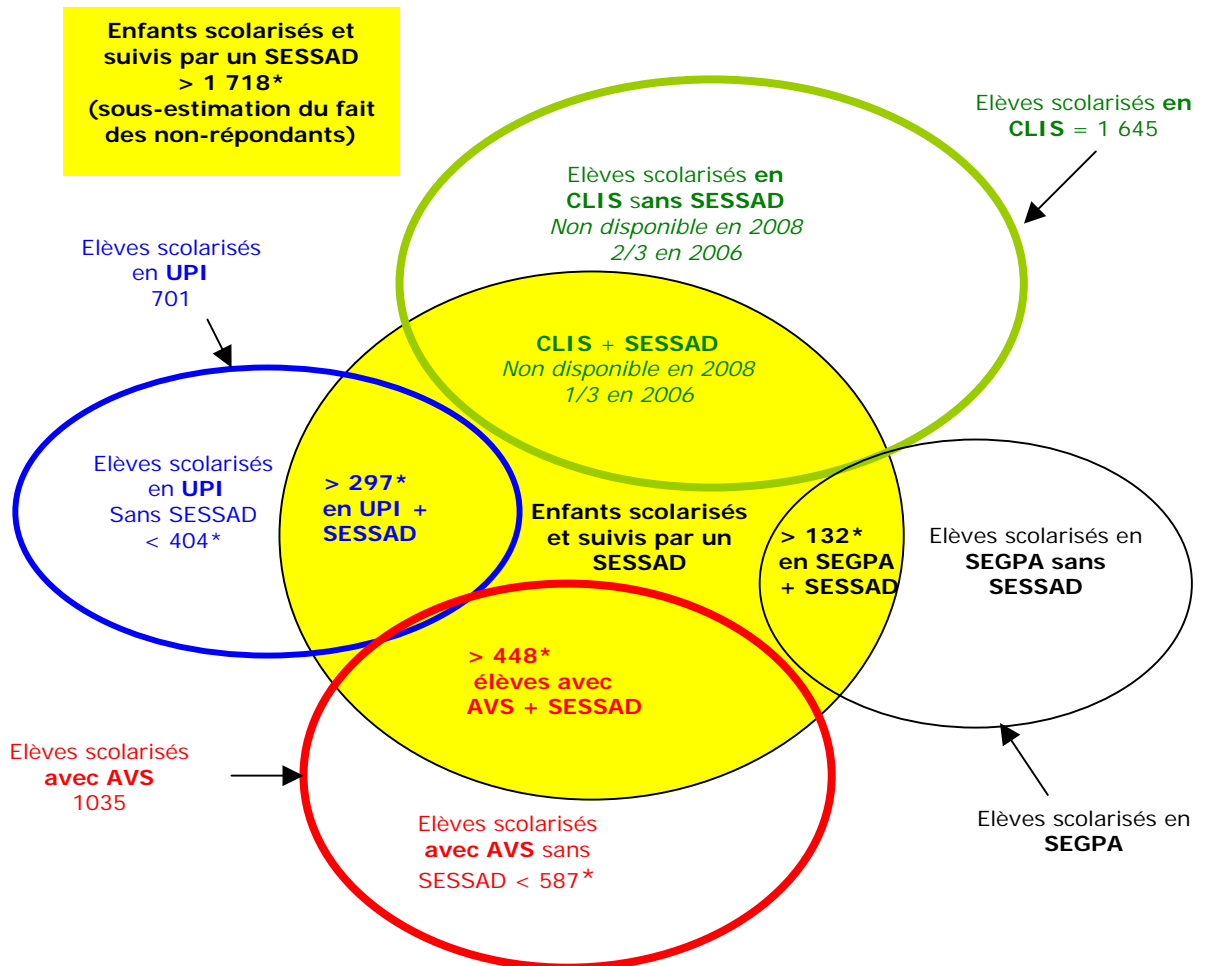 Enfants scolarisés et
suivis par un SESSAD
> 1 718*
(sous-estimation du fait
des non-répondants)
Elèves scolarisés en
CLIS = 1 645
Elèves scolarisés en
CLIS sans SESSAD
Non disponible en 2008
2/3 en 2006
Elèves scolarisés
en UPI
701
CLIS + SESSAD
Non disponible en 2008
1/3 en 2006
Elèves scolarisés
en UPI
Sans SESSAD
< 404*
> 297*
en UPI +
SESSAD
Enfants scolarisés
et suivis par un
SESSAD
> 132*
en SEGPA
+ SESSAD
Elèves scolarisés en
SEGPA sans
SESSAD
> 448*
élèves avec
AVS + SESSAD
Elèves scolarisés
avec AVS
1035
Elèves scolarisés
avec AVS sans
SESSAD < 587*
Elèves scolarisés en
SEGPA